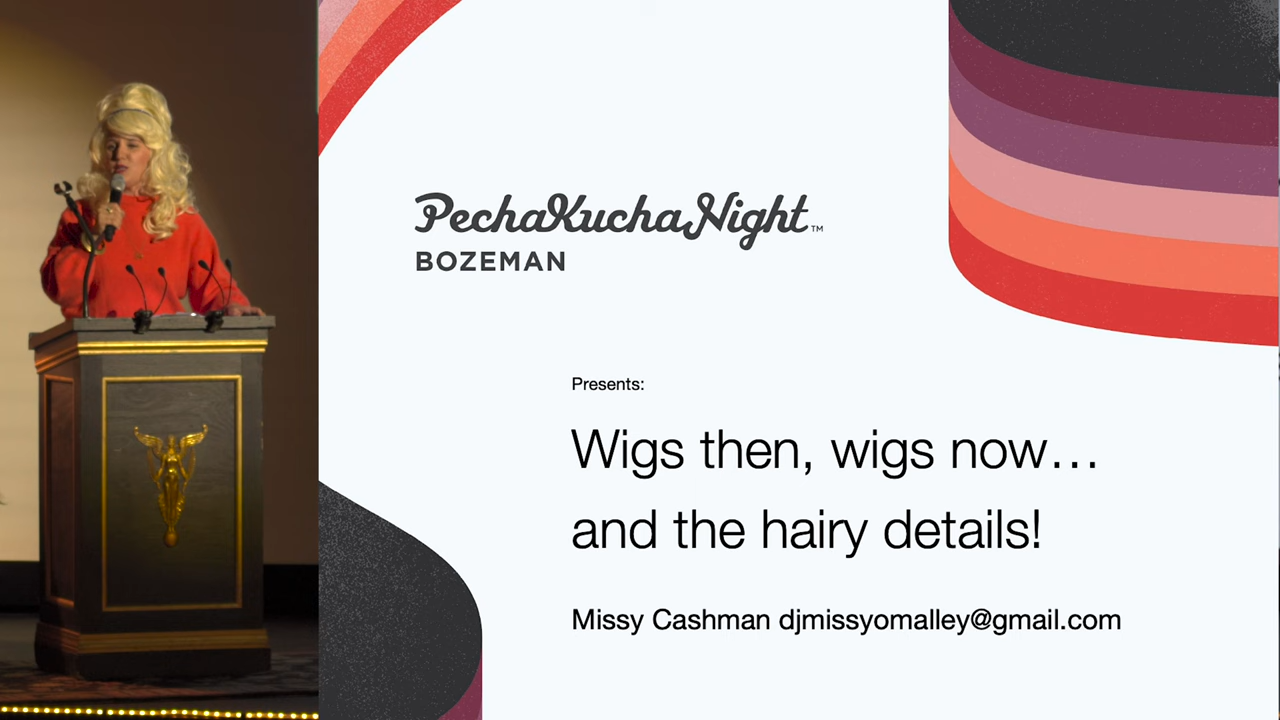 PechaKuchaNight™
BOZEMAN
Presents:
Wigs then, wigs now…
and the hairy details!
Missy Cashman djmissyomalley@gmail.com